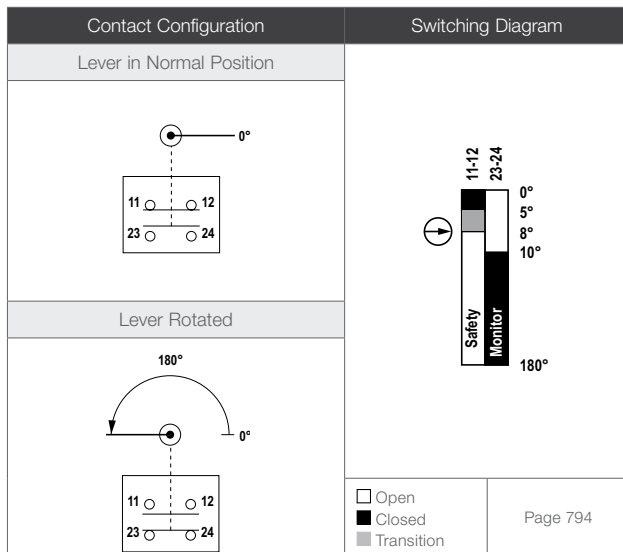 Contact Configuration
Switching Diagram
Lever in Normal Position
0°
11 12
23 24
Lever Rotated
180°
0°
11 12
23 24
11-12 23-24
0°
5°
8°
10°
180°
Safety Monitor
Open
Closed
Transition
Page 794